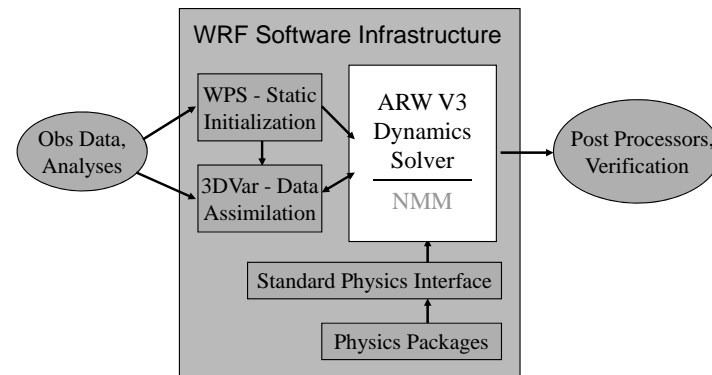 WRF Software Infrastructure
WPS - Static
Initialization
ARW V3
Dynamics
Solver
NMM
Obs Data,
Analyses
3DVar - Data
Assimilation
Post Processors,
Verification
Standard Physics Interface
Physics Packages